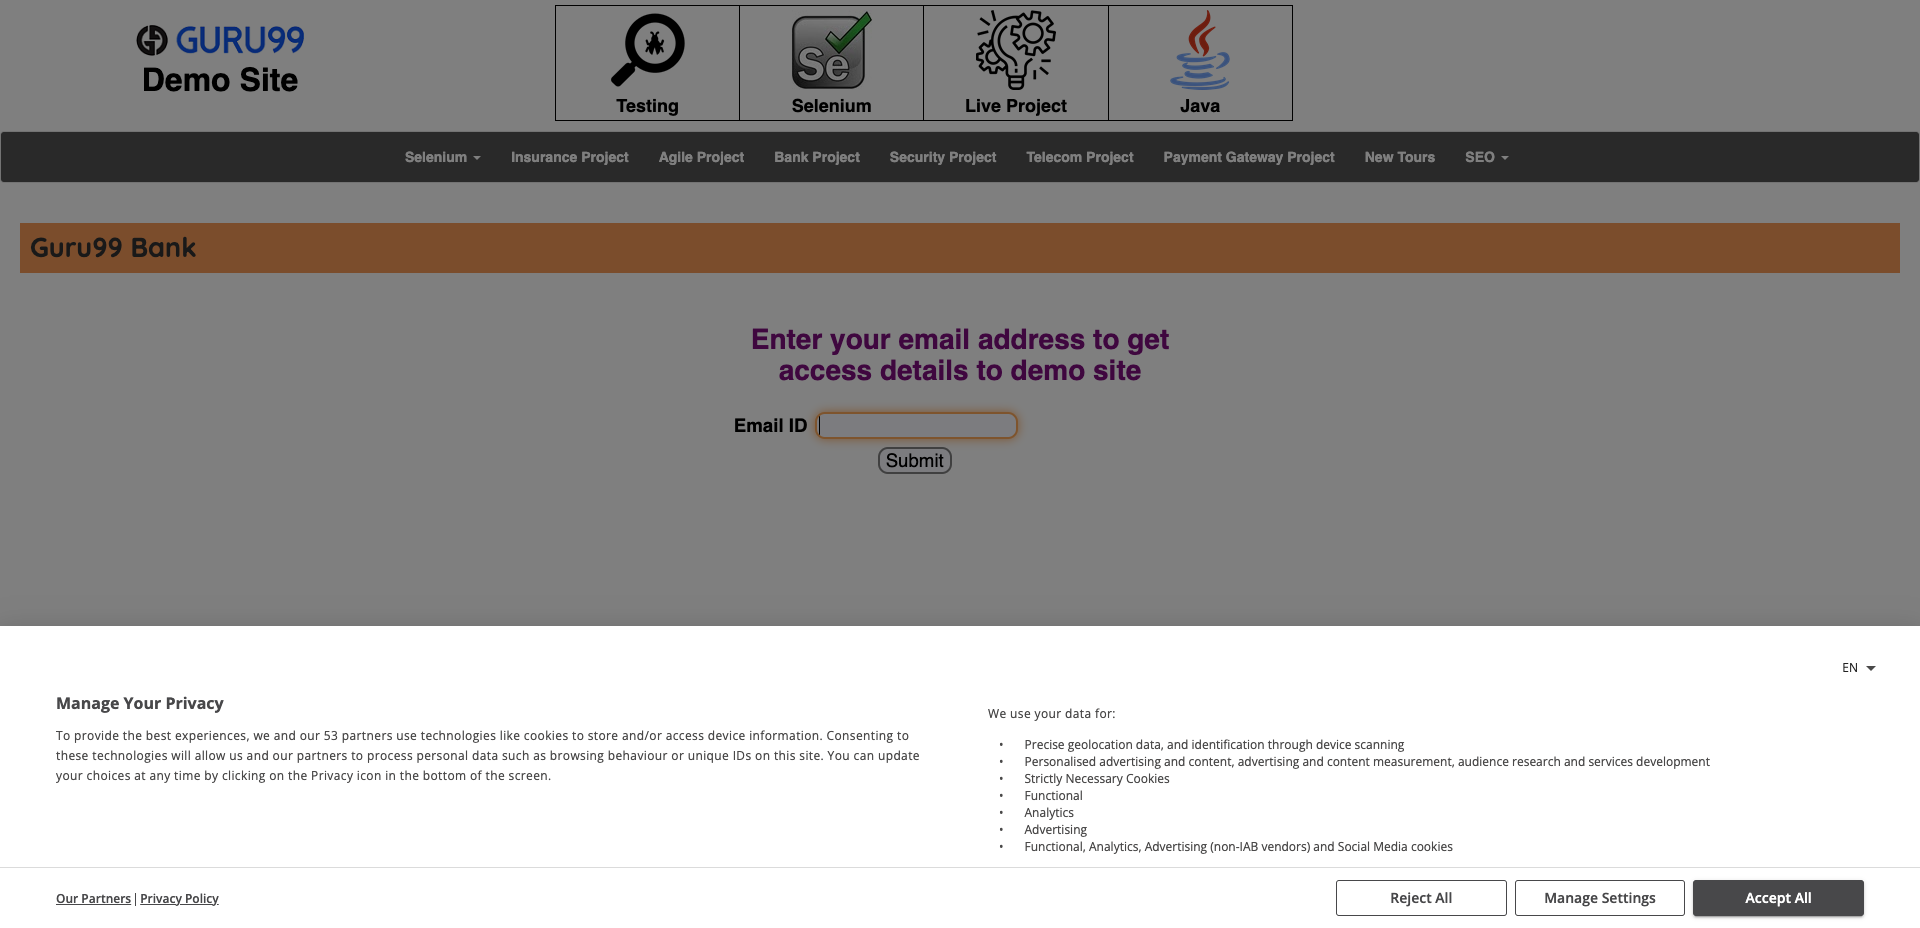 GURU99
Demo Site
Testing
Se
Selenium
Live Project
Java
Selenium
Insurance Project
Agile Project
Bank Project
Security Project
Telecom Project
Payment Gateway Project
New Tours
SEO
Guru99 Bank
Enter your email address to get
access details to demo site
Email ID
Submit
EN
Manage Your Privacy
To provide the best experiences, we and our 53 partners use technologies like cookies to store and/or access device information. Consenting to
these technologies will allow us and our partners to process personal data such as browsing behaviour or unique IDs on this site. You can update
your choices at any time by clicking on the Privacy icon in the bottom of the screen.
We use your data for:
• Precise geolocation data, and identification through device scanning
• Personalised advertising and content, advertising and content measurement, audience research and services development
• Strictly Necessary Cookies
• Functional
• Analytics
• Advertising
• Functional, Analytics, Advertising (non-IAB vendors) and Social Media cookies
Our Partners | Privacy Policy
Reject All
Manage Settings
Accept All